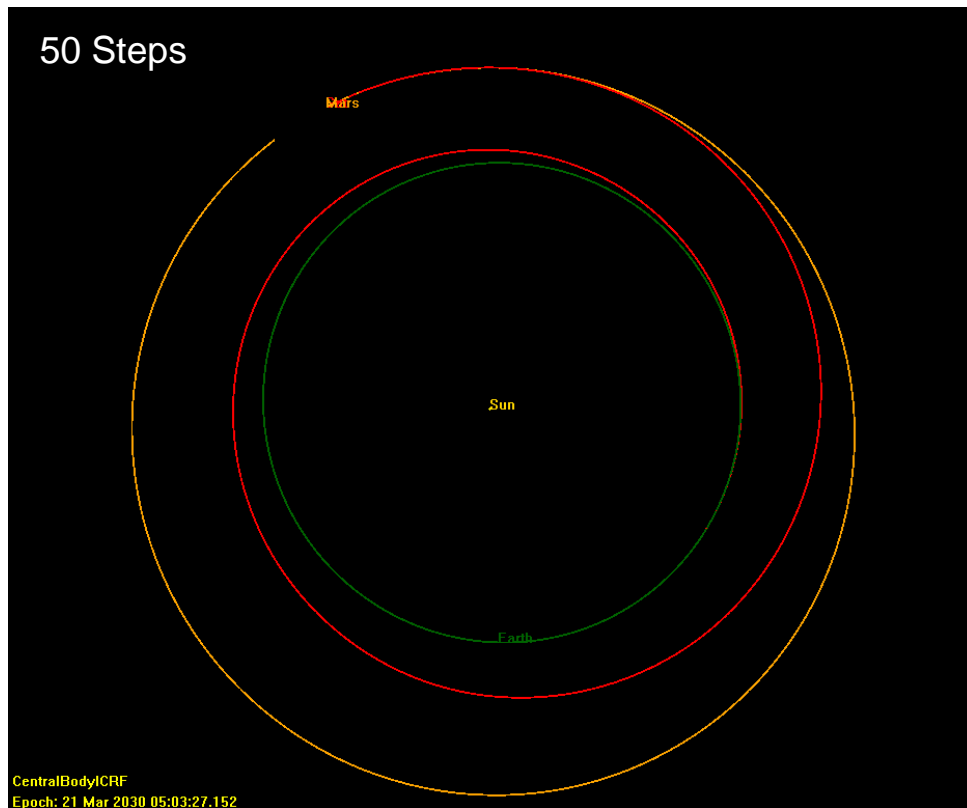 50 Steps
Mars
Sun
Earth
CentralBodyICRF
Epoch: 21 Mar 2030 05:03:27.152